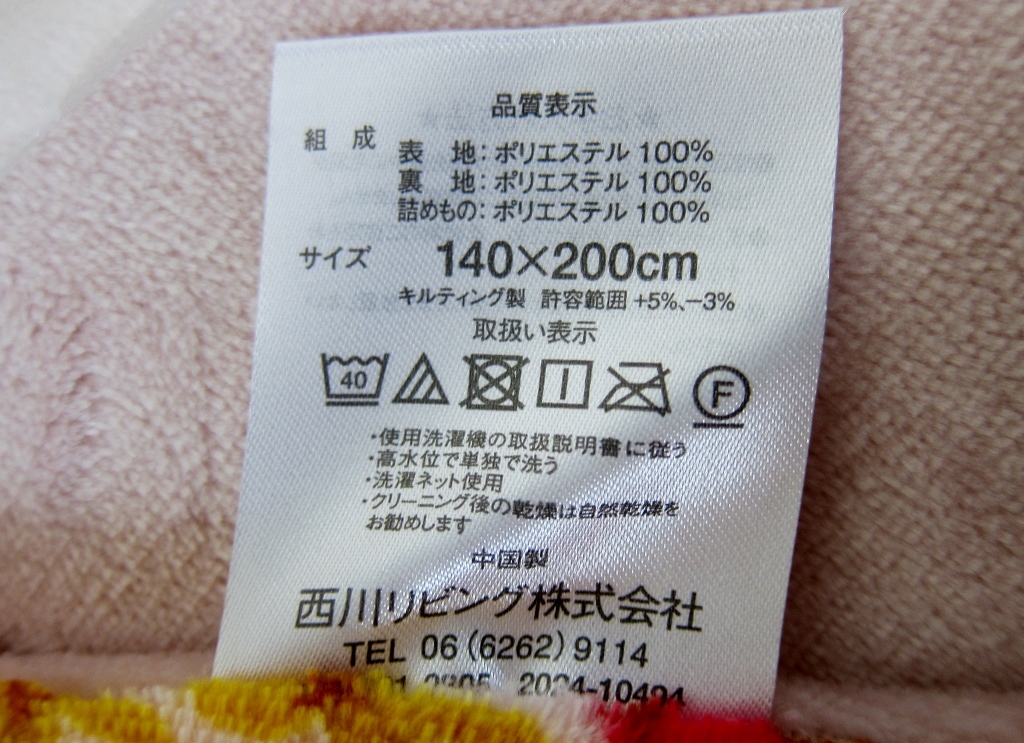 品質表示
組 成
表 地：ポリエステル 100%
裏 地：ポリエステル 100%
詰めもの：ポリエステル 100%
サイズ 140×200cm
キルティング製 許容範囲 +5%、−3%
取扱い表示
40 F
・使用洗濯機の取扱説明書に従う
・高水位で単独で洗う
・洗濯ネット使用
・クリーニング後の乾燥は自然乾燥を
お勧めします
中国製
西川リビング株式会社
TEL 06(6262)9114